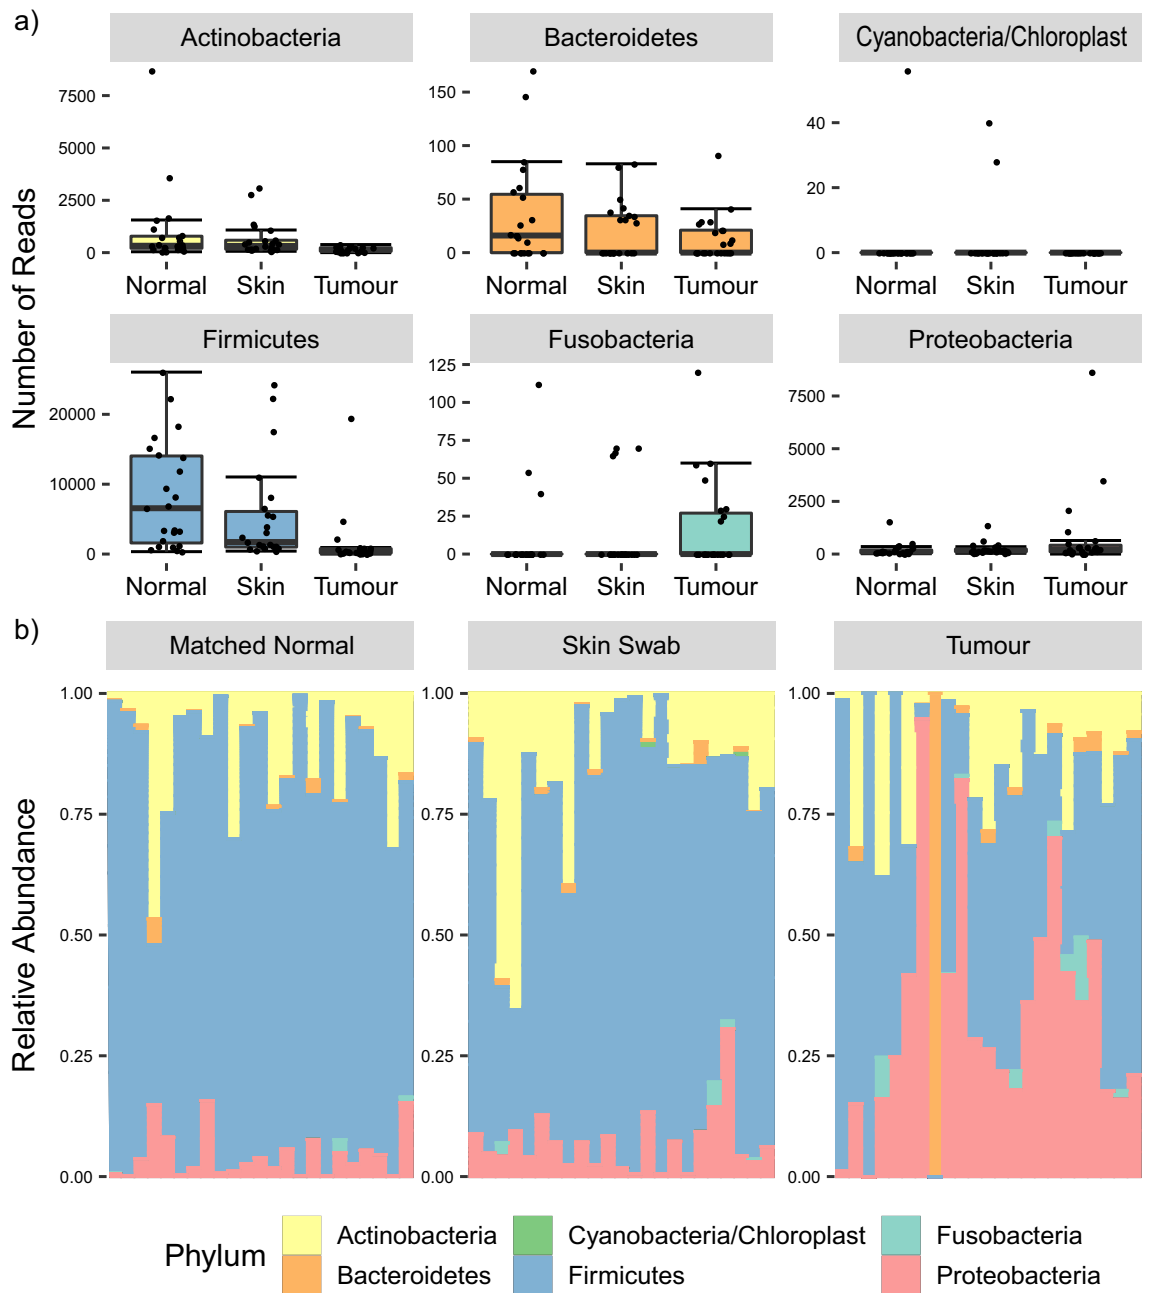 a)
Actinobacteria
Bacteroidetes
Cyanobacteria/Chloroplast
Number of Reads
7500
5000
2500
0
150
100
50
0
40
20
0
Normal Skin Tumour
Normal Skin Tumour
Normal Skin Tumour
Firmicutes
Fusobacteria
Proteobacteria
20000
10000
0
125
100
75
50
25
0
7500
5000
2500
0
Normal Skin Tumour
Normal Skin Tumour
Normal Skin Tumour
b)
Matched Normal
Skin Swab
Tumour
Relative Abundance
1.00
0.75
0.50
0.25
0.00
1.00
0.75
0.50
0.25
0.00
1.00
0.75
0.50
0.25
0.00
Phylum
Actinobacteria
Bacteroidetes
Cyanobacteria/Chloroplast
Firmicutes
Fusobacteria
Proteobacteria